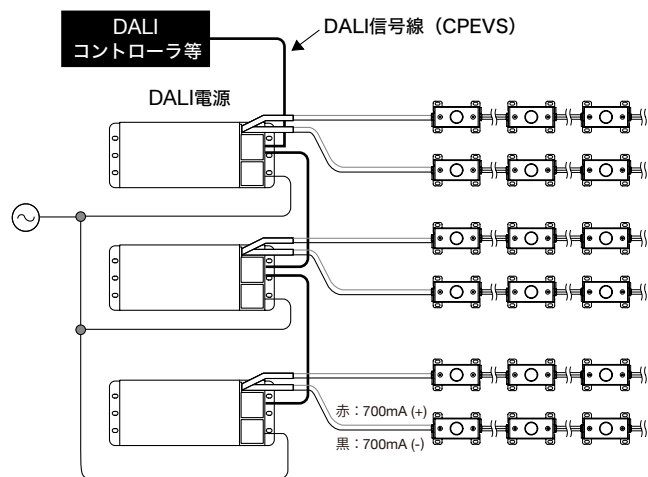 DALI
コントローラ等
DALI信号線（CPEVS）
DALI電源
赤：700mA (+)
黒：700mA (-)